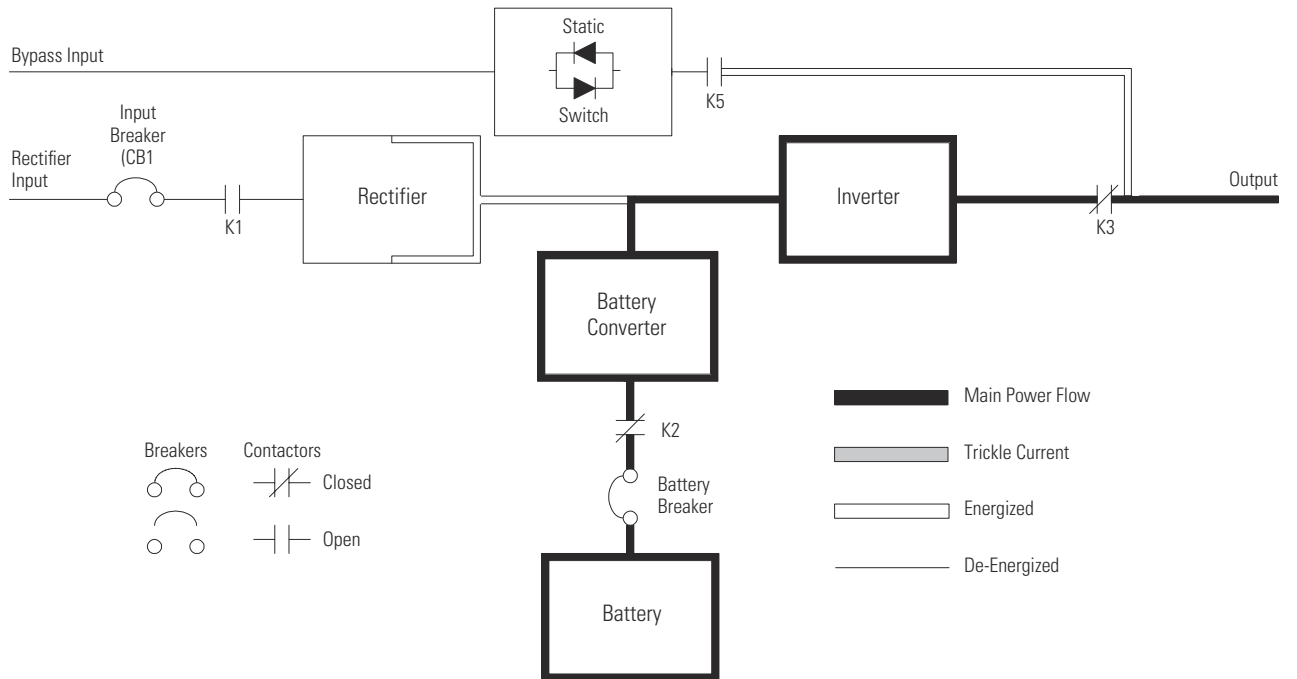 Static
Switch
Bypass Input
K5
Input
Breaker
(CB1
Rectifier
Input
K1
Rectifier
Inverter
K3
Output
Battery
Converter
K2
Battery
Breaker
Battery
Breakers
Contactors
Closed
Open
Main Power Flow
Trickle Current
Energized
De-Energized